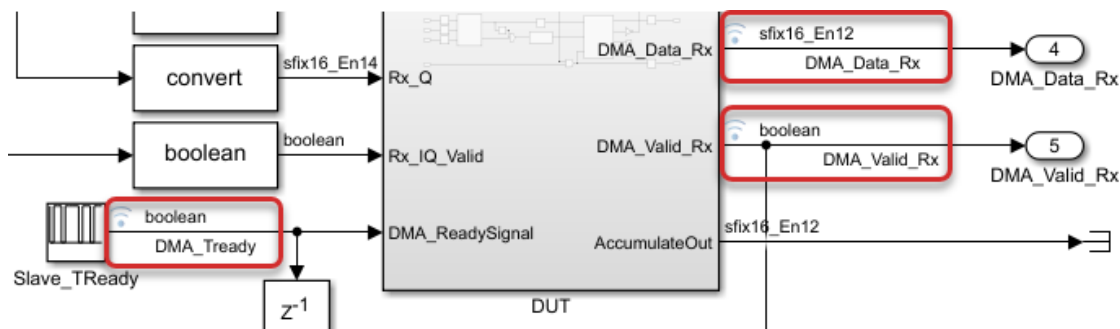 convert
sfix16_En14
Rx_Q
boolean
boolean
Rx_IQ_Valid
boolean
DMA_Tready
DMA_ReadySignal
Slave_TReady
Z-1
DUT
DMA_Data_Rx
sfix16_En12
DMA_Data_Rx
4
DMA_Data_Rx
DMA_Valid_Rx
boolean
DMA_Valid_Rx
5
DMA_Valid_Rx
AccumulateOut
sfix16_En12